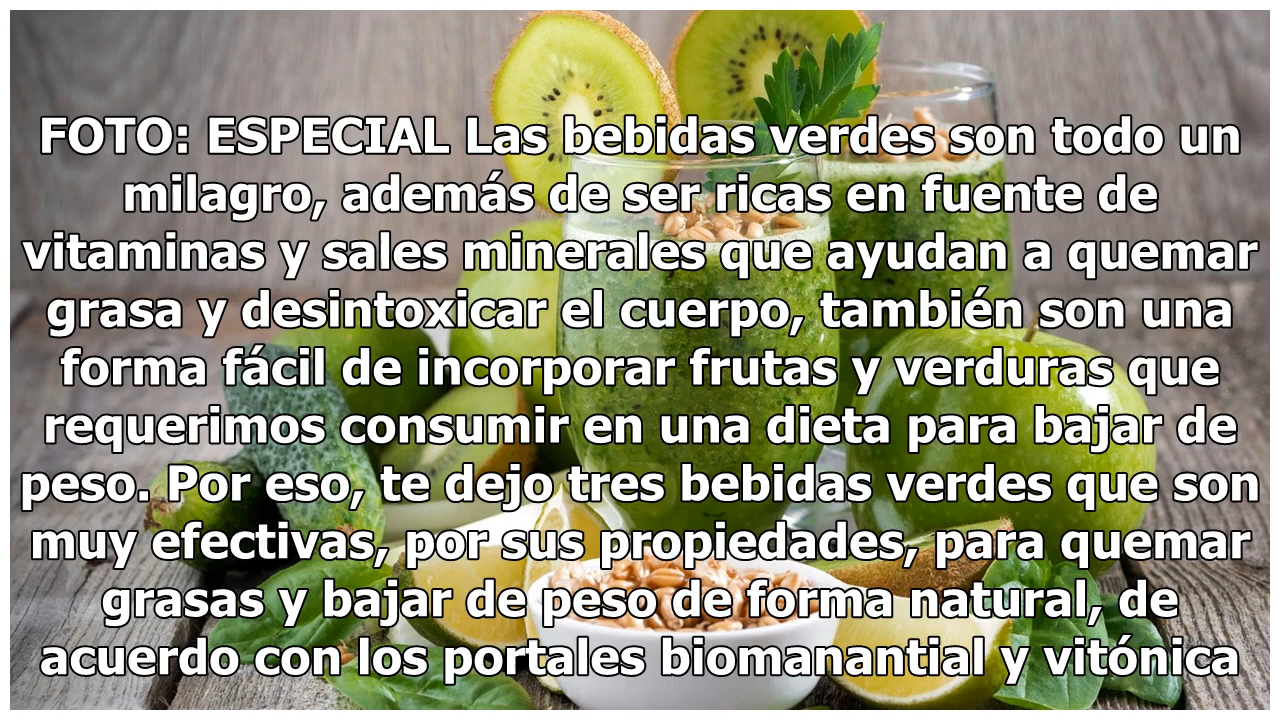 FOTO: ESPECIAL Las bebidas verdes son todo un
milagro, además de ser ricas en fuente de
vitaminas y sales minerales que ayudan a quemar
grasa y desintoxicar el cuerpo, también son una
forma fácil de incorporar frutas y verduras que
requerimos consumir en una dieta para bajar de
peso. Por eso, te dejo tres bebidas verdes que son
muy efectivas, por sus propiedades, para quemar
grasas y bajar de peso de forma natural, de
acuerdo con los portales biomanantial y vitónica